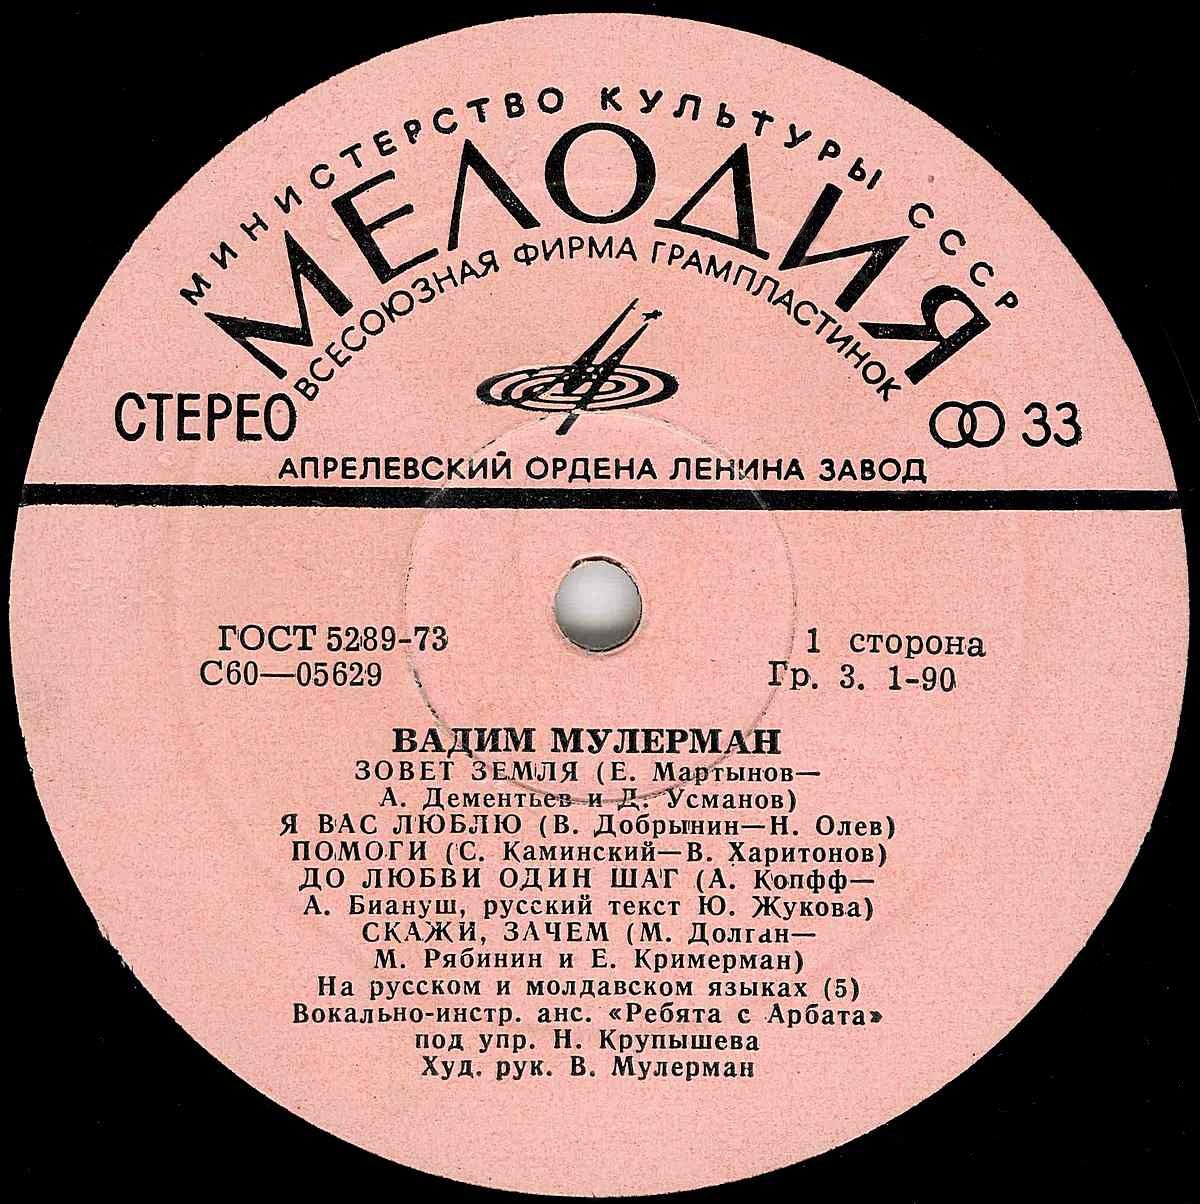 МИНИСТЕРСТВО КУЛЬТУРЫ СССР
МЕЛОДИЯ
ВСЕСОЮЗНАЯ ФИРМА ГРАМПЛАСТИНОК
СТЕРЕО
33
АПРЕЛЕВСКИЙ ОРДЕНА ЛЕНИНА ЗАВОД
ГОСТ 5289-73
1 сторона
С60—05629
Гр. 3. 1-90
ВАДИМ МУЛЕРМАН
ЗОВЕТ ЗЕМЛЯ (Е. Мартынов—
А. Дементьев и Д. Усманов)
Я ВАС ЛЮБЛЮ (В. Добрынин—Н. Олев)
ПОМОГИ (С. Каминский—В. Харитонов)
ДО ЛЮБВИ ОДИН ШАГ (А. Копфф—
А. Биануш, русский текст Ю. Жукова)
СКАЖИ, ЗАЧЕМ (М. Долган—
М. Рябинин и Е. Кримерман)
На русском и молдавском языках (5)
Вокально-инстр. анс. «Ребята с Арбата»
под упр. Н. Крупышева
Худ. рук. В. Мулерман